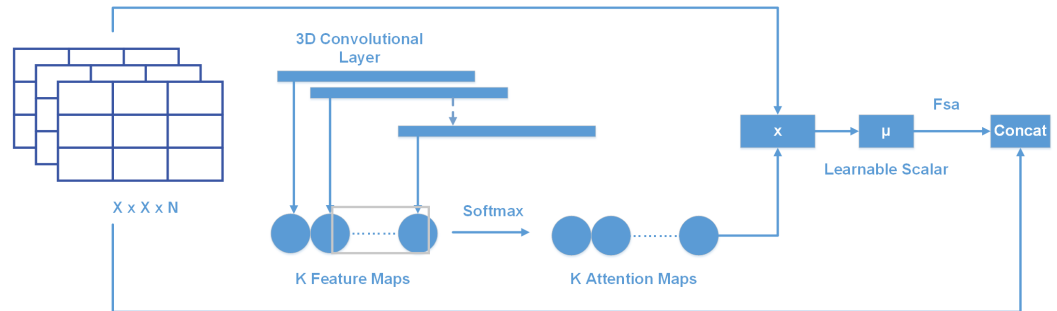 3D Convolutional
Layer
Fsa
x
μ
Concat
Learnable Scalar
X x X x N
Softmax
K Feature Maps
K Attention Maps